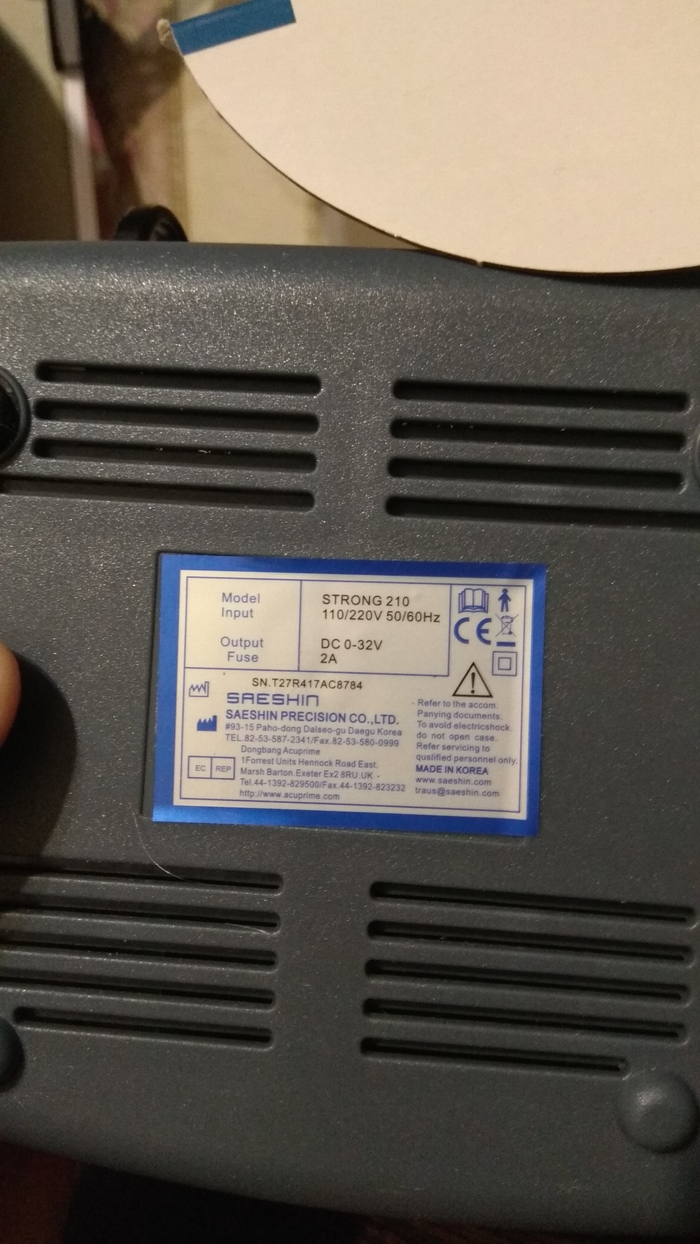 Model STRONG 210
Input 110/220V 50/60Hz
Output DC 0-32V
Fuse 2A
SN.T27R417AC8784
SAESHIN
SAESHIN PRECISION CO.,LTD.
#93-15 Paho-dong Dalseo-gu Daegu Korea
TEL.82-53-587-2341/Fax.82-53-580-0999
EC REP
Dongbang Acuprime
1Forrest Units Hennock Road East.
Marsh Barton.Exeter Ex2 8RU.UK -
Tel.44-1392-829500/Fax.44-1392-823232
http://www.acuprime.com
CE
- Refer to the accom.
Panying documents.
To avoid electricshock
do not open case.
Refer servicing to
qualified personnel only.
MADE IN KOREA
www.saeshin.com
traus@saeshin.com